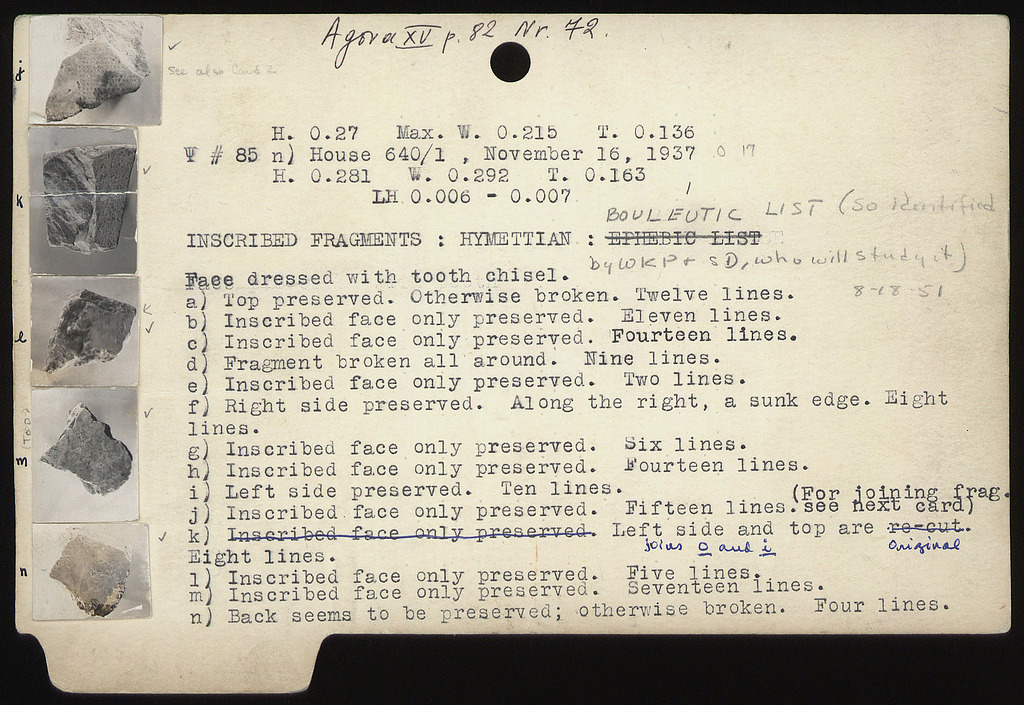 Agora XV p. 82 Nr. 72.
j
See also Card 2
H. 0.27 Max. W. 0.215 T. 0.136
Ψ # 85 n) House 640/1 , November 16, 1937 O 17
H. 0.281 W. 0.292 T. 0.163
k
LH 0.006 - 0.007
BOULEUTIC LIST (so identified
INSCRIBED FRAGMENTS : HYMETTIAN : EPHEBIC LIST
by WKP + SD, who will study it)
Face dressed with tooth chisel.
8-18-51
a) Top preserved. Otherwise broken. Twelve lines.
b) Inscribed face only preserved. Eleven lines.
l
c) Inscribed face only preserved. Fourteen lines.
d) Fragment broken all around. Nine lines.
e) Inscribed face only preserved. Two lines.
f) Right side preserved. Along the right, a sunk edge. Eight
lines.
(Top)
m
g) Inscribed face only preserved. Six lines.
h) Inscribed face only preserved. Fourteen lines.
i) Left side preserved. Ten lines.
(For joining frag.
j) Inscribed face only preserved. Fifteen lines. see next card)
k) Inscribed face only preserved. Left side and top are re-cut.
joins o and i original
Eight lines.
n
l) Inscribed face only preserved. Five lines.
m) Inscribed face only preserved. Seventeen lines.
n) Back seems to be preserved; otherwise broken. Four lines.